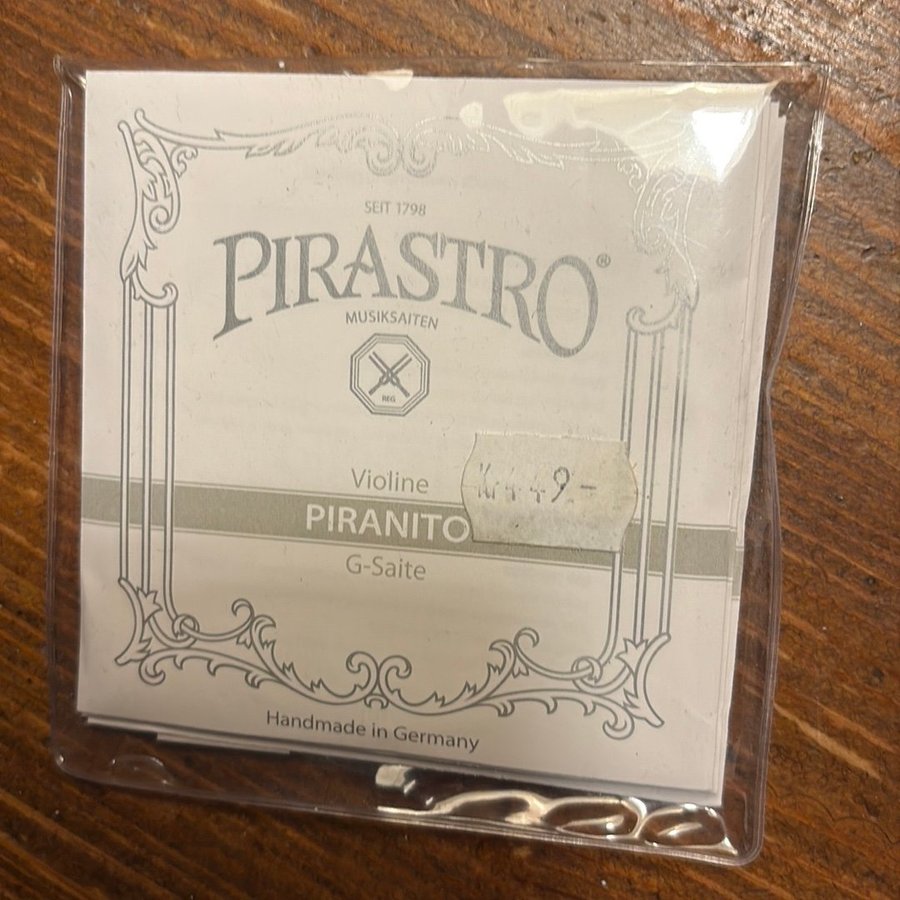 SEIT 1798
PIRASTRO®
MUSIKSAITEN
REG
Violine
PIRANITO
G-Saite
Handmade in Germany